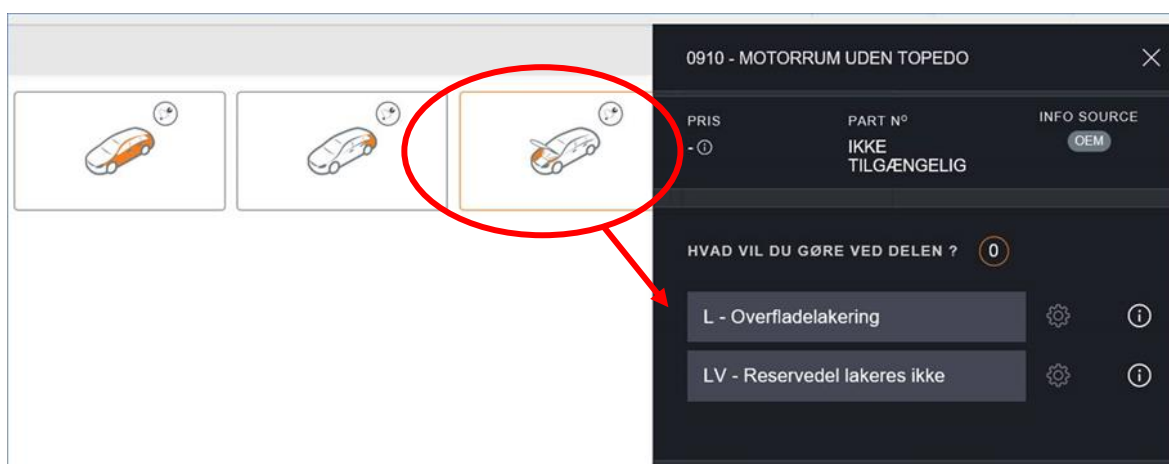 0910 - MOTORRUM UDEN TOPEDO
PRIS
PART Nº
INFO SOURCE
-
IKKE
TILGÆNGELIG
OEM
HVAD VIL DU GØRE VED DELEN ?
0
L - Overfladelakering
LV - Reservedel lakeres ikke